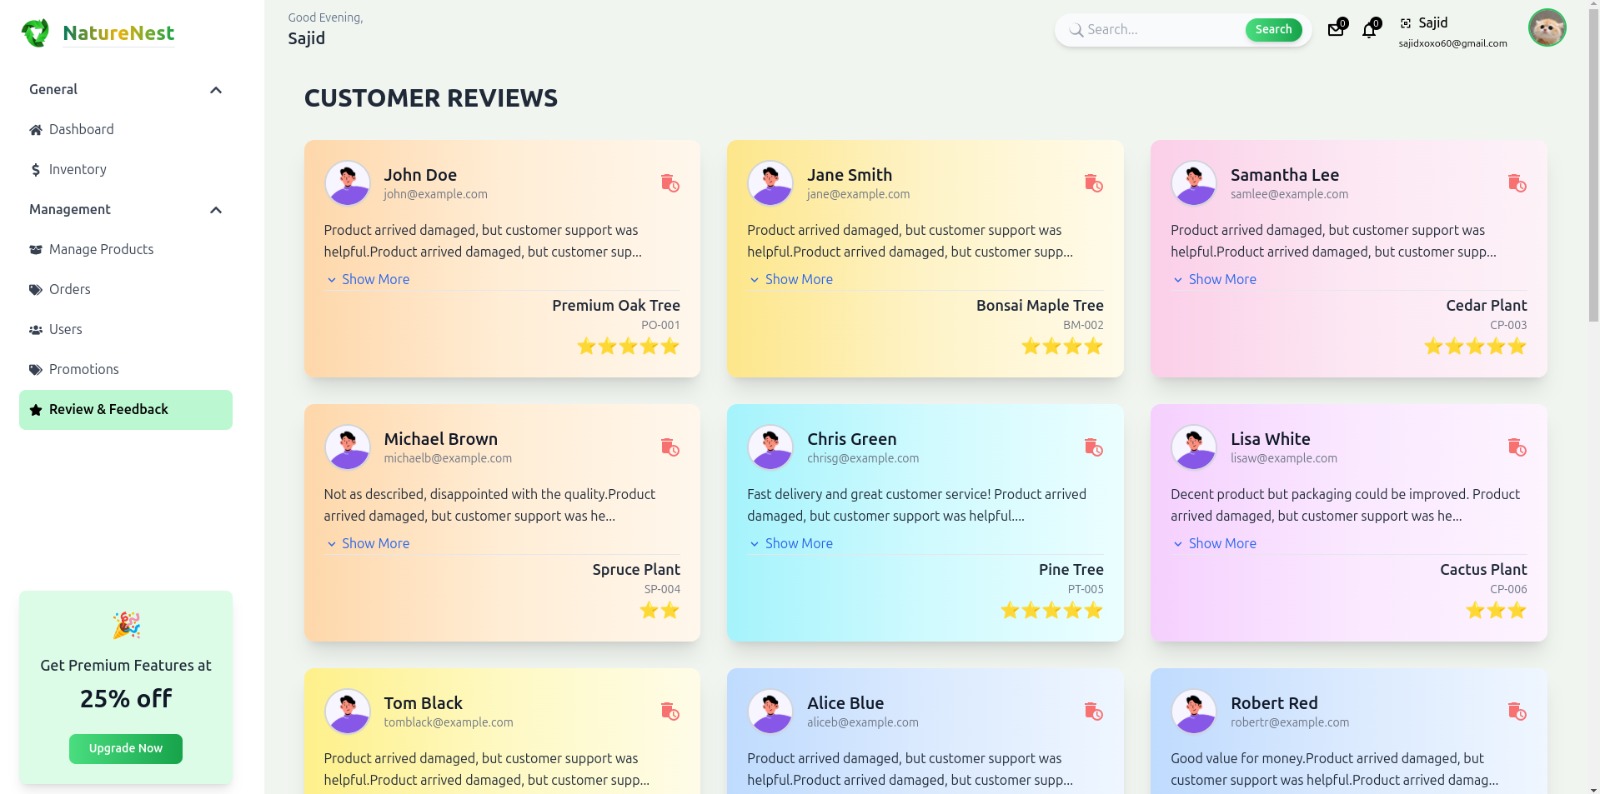 NatureNest
Good Evening,
Sajid
Search...
Search
0
0
Sajid
sajidxoxo60@gmail.com
General
Dashboard
Inventory
Management
Manage Products
Orders
Users
Promotions
Review & Feedback
Get Premium Features at
25% off
Upgrade Now
CUSTOMER REVIEWS
John Doe
john@example.com
Product arrived damaged, but customer support was
helpful.Product arrived damaged, but customer sup...
Show More
Premium Oak Tree
PO-001
Jane Smith
jane@example.com
Product arrived damaged, but customer support was
helpful.Product arrived damaged, but customer supp...
Show More
Bonsai Maple Tree
BM-002
Samantha Lee
samlee@example.com
Product arrived damaged, but customer support was
helpful.Product arrived damaged, but customer supp...
Show More
Cedar Plant
CP-003
Michael Brown
michaelb@example.com
Not as described, disappointed with the quality.Product
arrived damaged, but customer support was he...
Show More
Spruce Plant
SP-004
Chris Green
chrisg@example.com
Fast delivery and great customer service! Product arrived
damaged, but customer support was helpful....
Show More
Pine Tree
PT-005
Lisa White
lisaw@example.com
Decent product but packaging could be improved. Product
arrived damaged, but customer support was he...
Show More
Cactus Plant
CP-006
Tom Black
tomblack@example.com
Product arrived damaged, but customer support was
helpful.Product arrived damaged, but customer supp...
Alice Blue
aliceb@example.com
Product arrived damaged, but customer support was
helpful.Product arrived damaged, but customer supp...
Robert Red
robertr@example.com
Good value for money.Product arrived damaged, but
customer support was helpful.Product arrived damag...